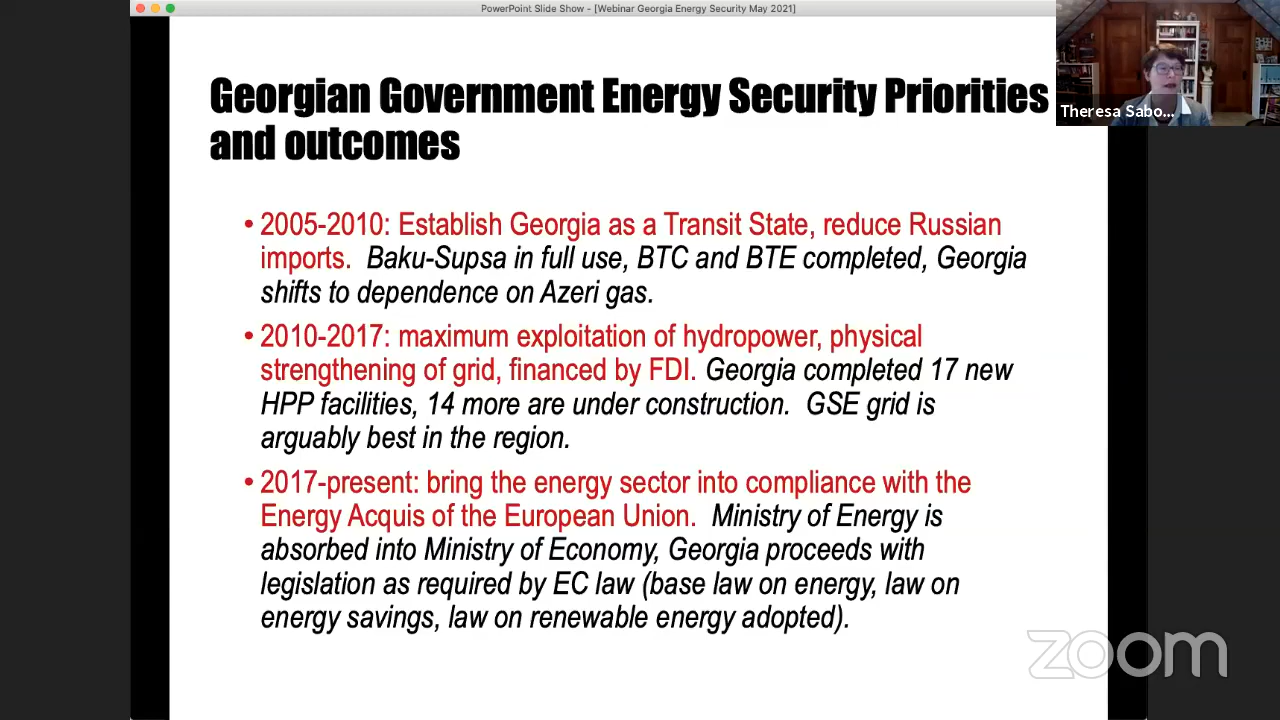 PowerPoint Slide Show - [Webinar Georgia Energy Security May 2021]
Theresa Sabo...
Georgian Government Energy Security Priorities
and outcomes
• 2005-2010: Establish Georgia as a Transit State, reduce Russian
imports. Baku-Supsa in full use, BTC and BTE completed, Georgia
shifts to dependence on Azeri gas.
• 2010-2017: maximum exploitation of hydropower, physical
strengthening of grid, financed by FDI. Georgia completed 17 new
HPP facilities, 14 more are under construction. GSE grid is
arguably best in the region.
• 2017-present: bring the energy sector into compliance with the
Energy Acquis of the European Union. Ministry of Energy is
absorbed into Ministry of Economy, Georgia proceeds with
legislation as required by EC law (base law on energy, law on
energy savings, law on renewable energy adopted).
zoom